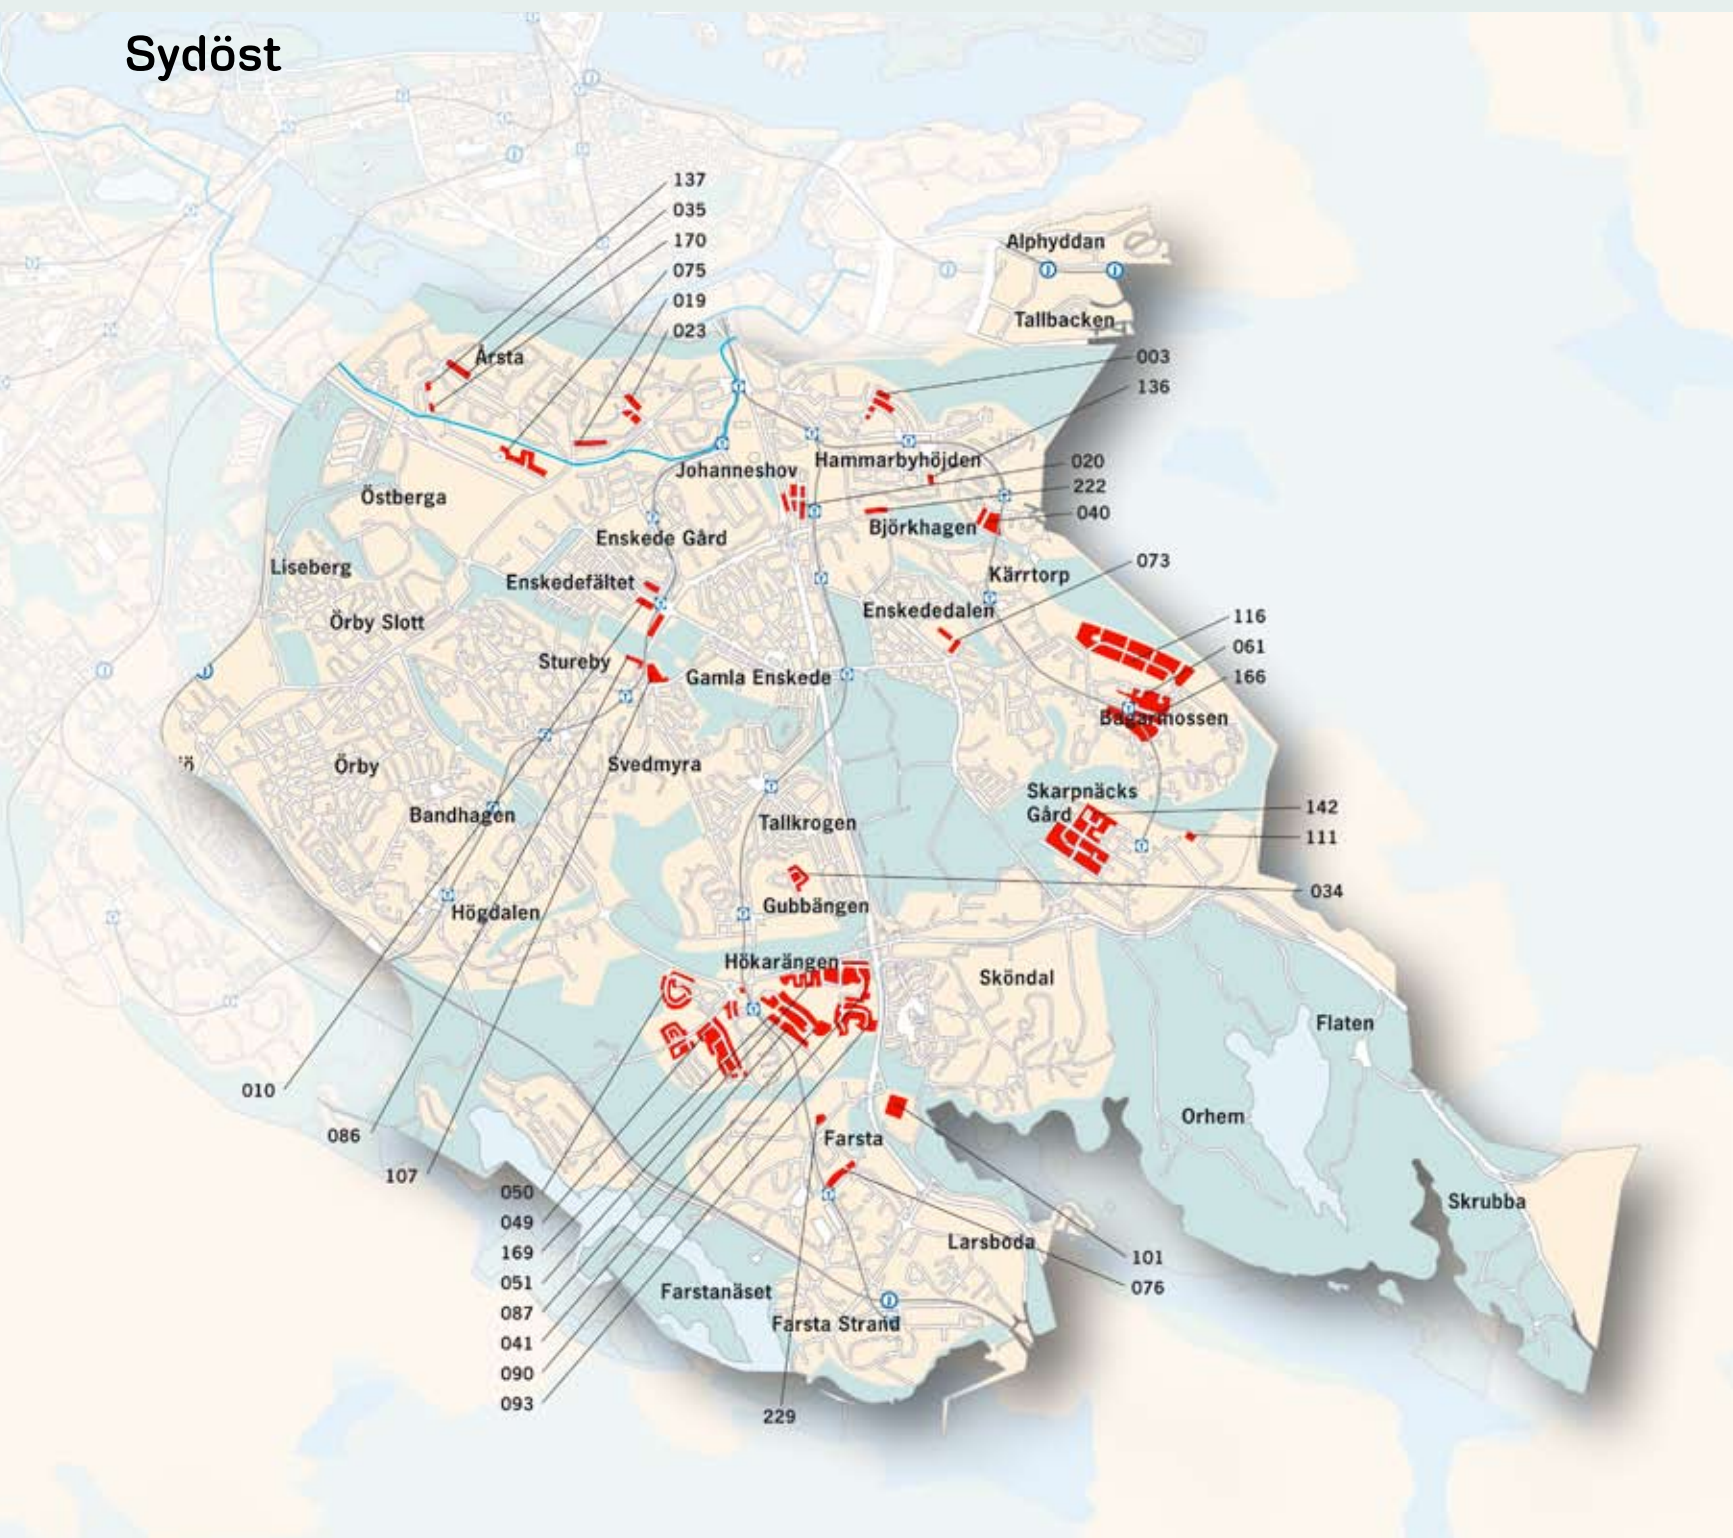 Sydöst
137
035
170
075
019
023
Alphyddan
Tallbacken
003
136
Årsta
Johanneshov
Hammarbyhöjden
020
222
040
Östberga
Björkhagen
Enskede Gård
073
Liseberg
Enskedefältet
Kärrtorp
Enskededalen
116
Örby Slott
061
Stureby
Gamla Enskede
166
Bagarmossen
Örby
ö
Svedmyra
Skarpnäcks
Gård
142
Bandhagen
Tallkrogen
111
034
Högdalen
Gubbängen
Hökarängen
Sköndal
Flaten
010
Orhem
086
Farsta
107
050
Skrubba
049
Larsboda
169
101
051
076
Farstanäset
087
Farsta Strand
041
090
093
229